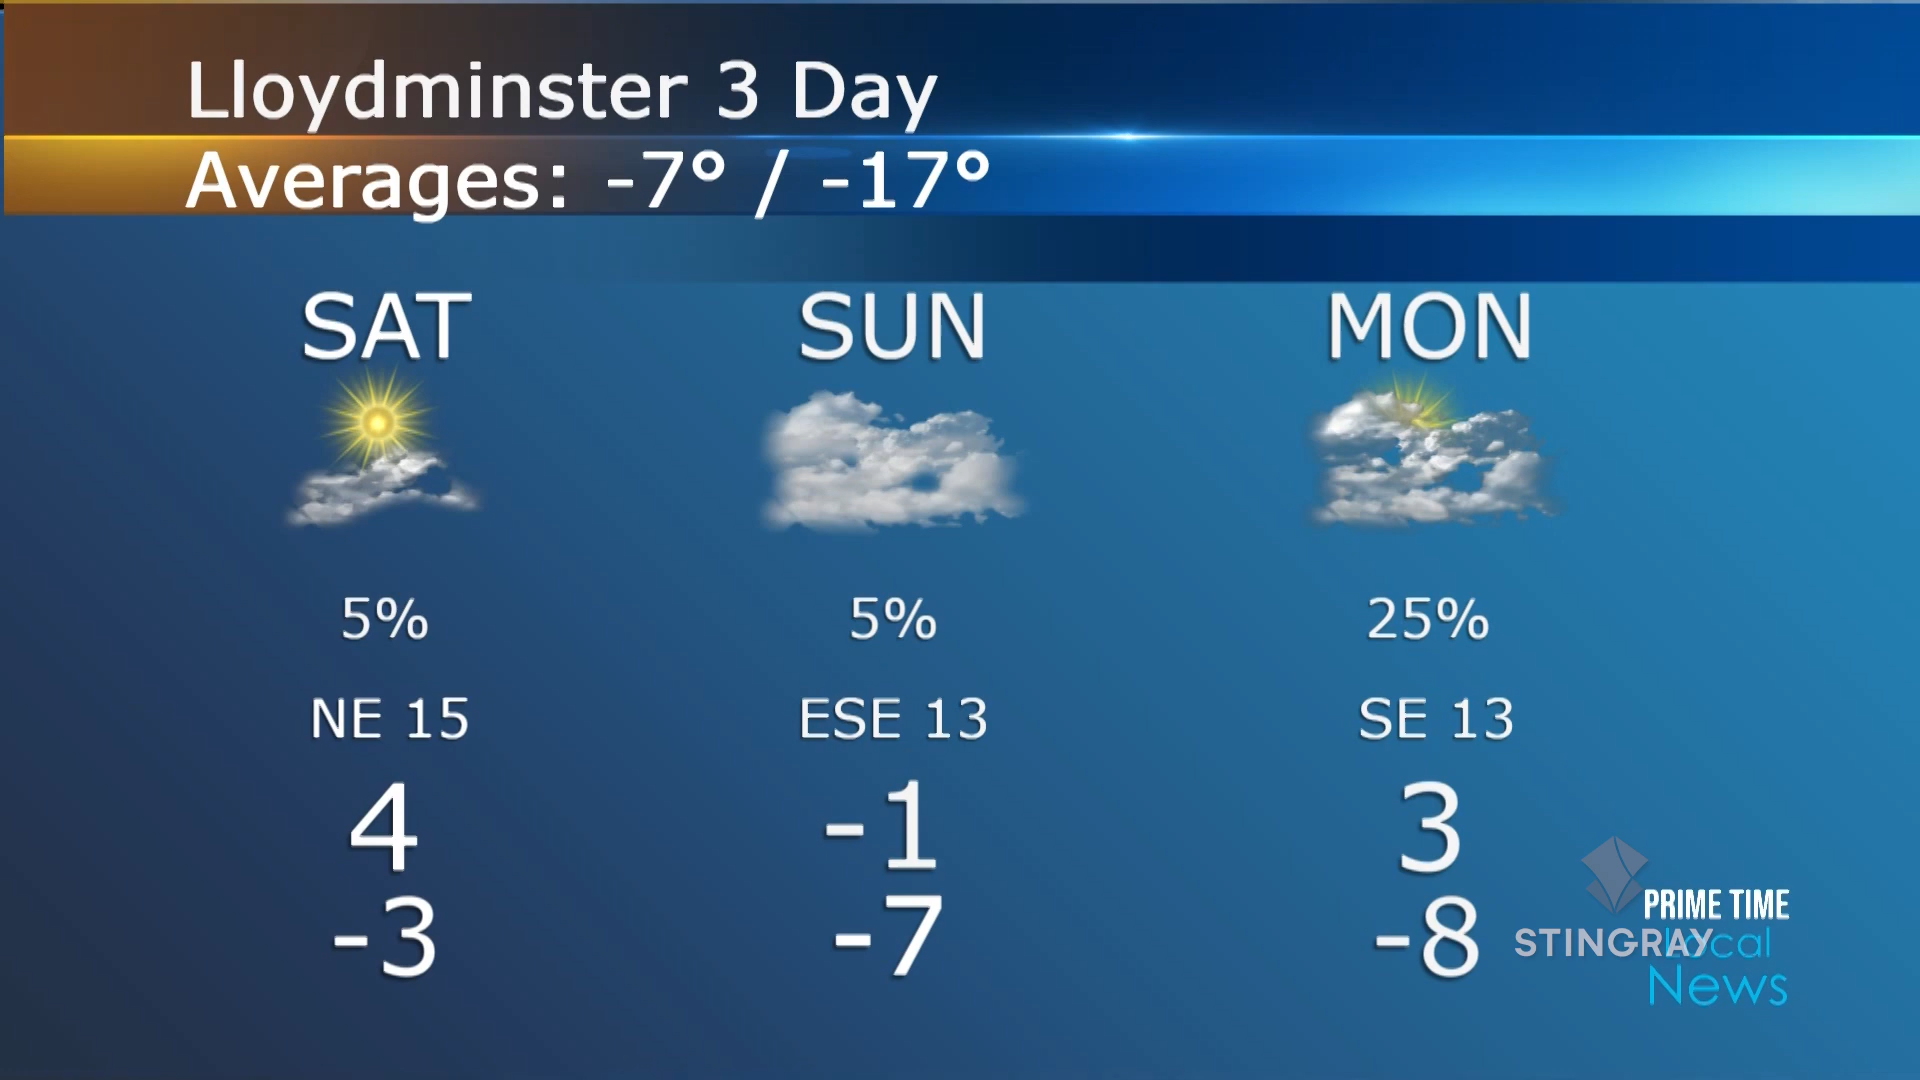 Lloydminster 3 Day
Averages: -7° / -17°
SAT SUN MON
5% 5% 25%
NE 15 ESE 13 SE 13
4 -1 3
-3 -7 -8
PRIME TIME
STINGRAY
Local
News